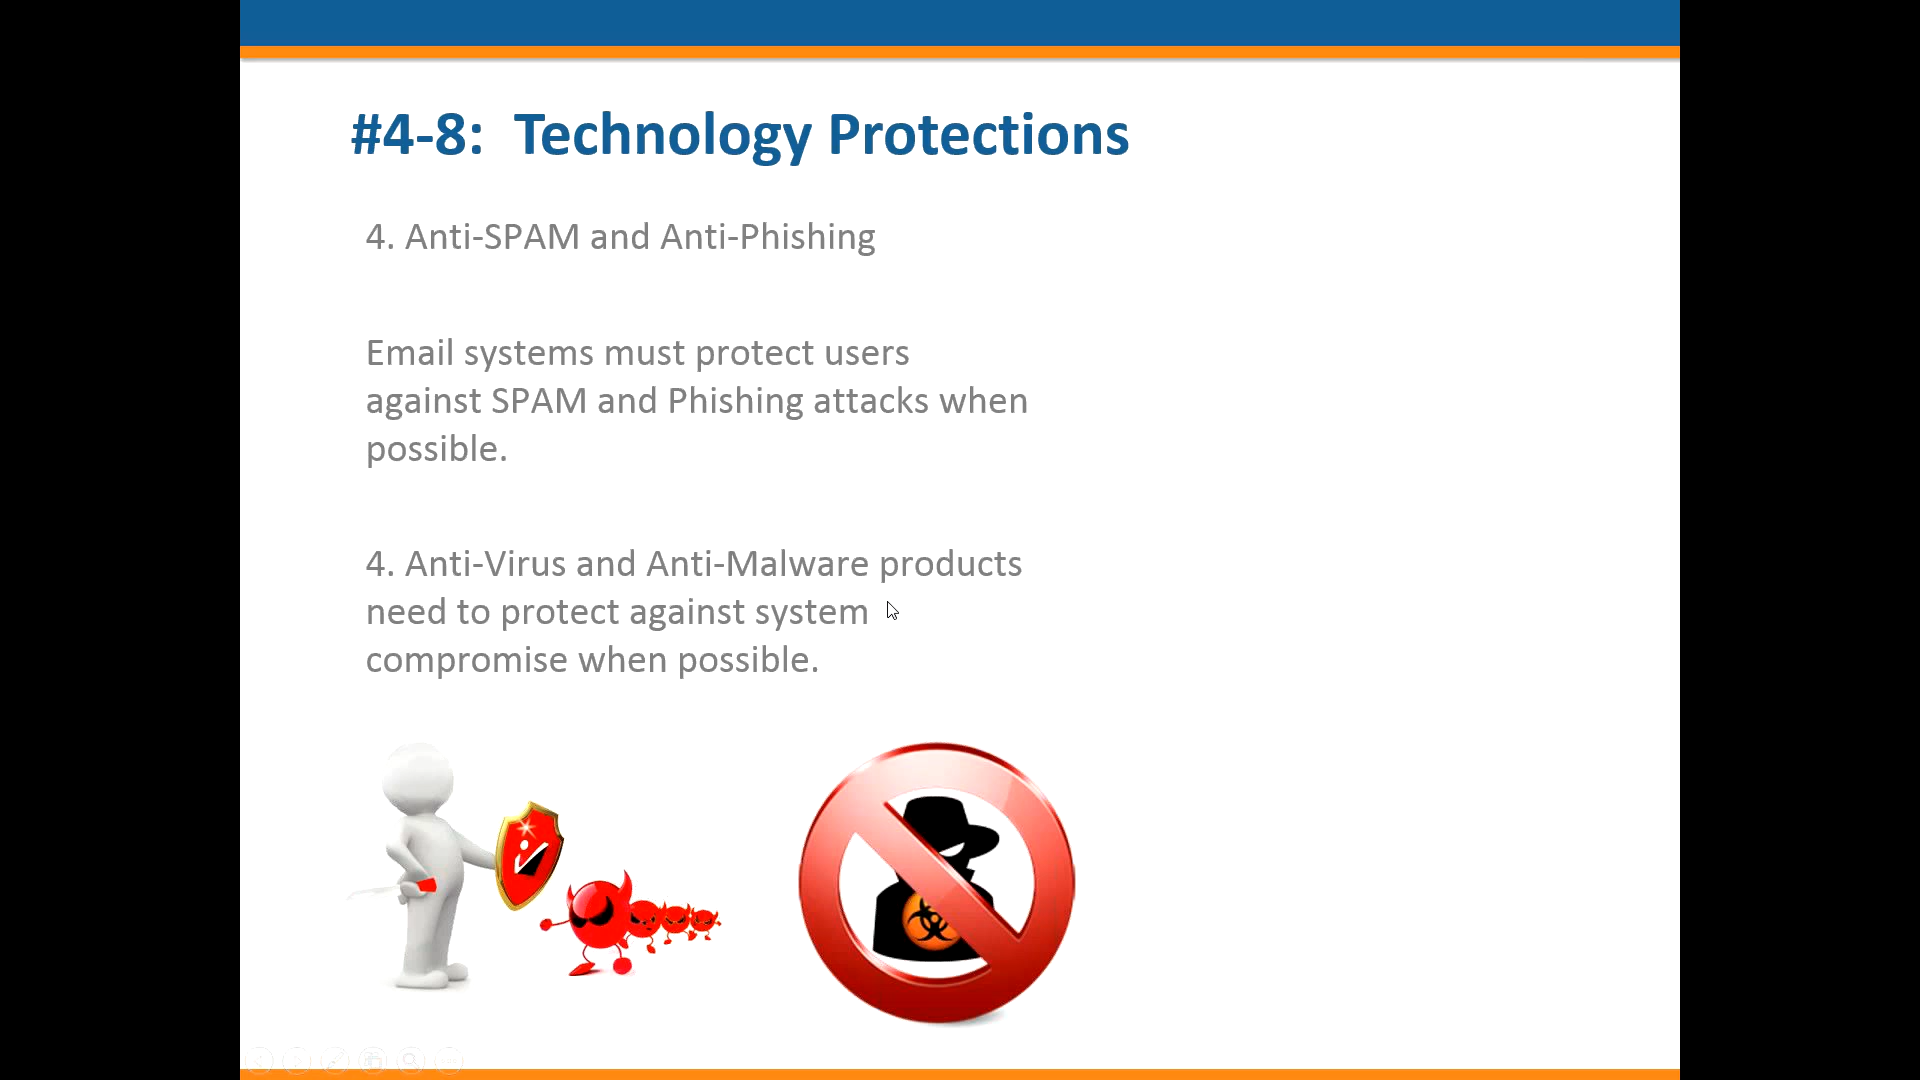 #4-8:  Technology Protections
4. Anti-SPAM and Anti-Phishing
Email systems must protect users
against SPAM and Phishing attacks when
possible.
4. Anti-Virus and Anti-Malware products
need to protect against system
compromise when possible.